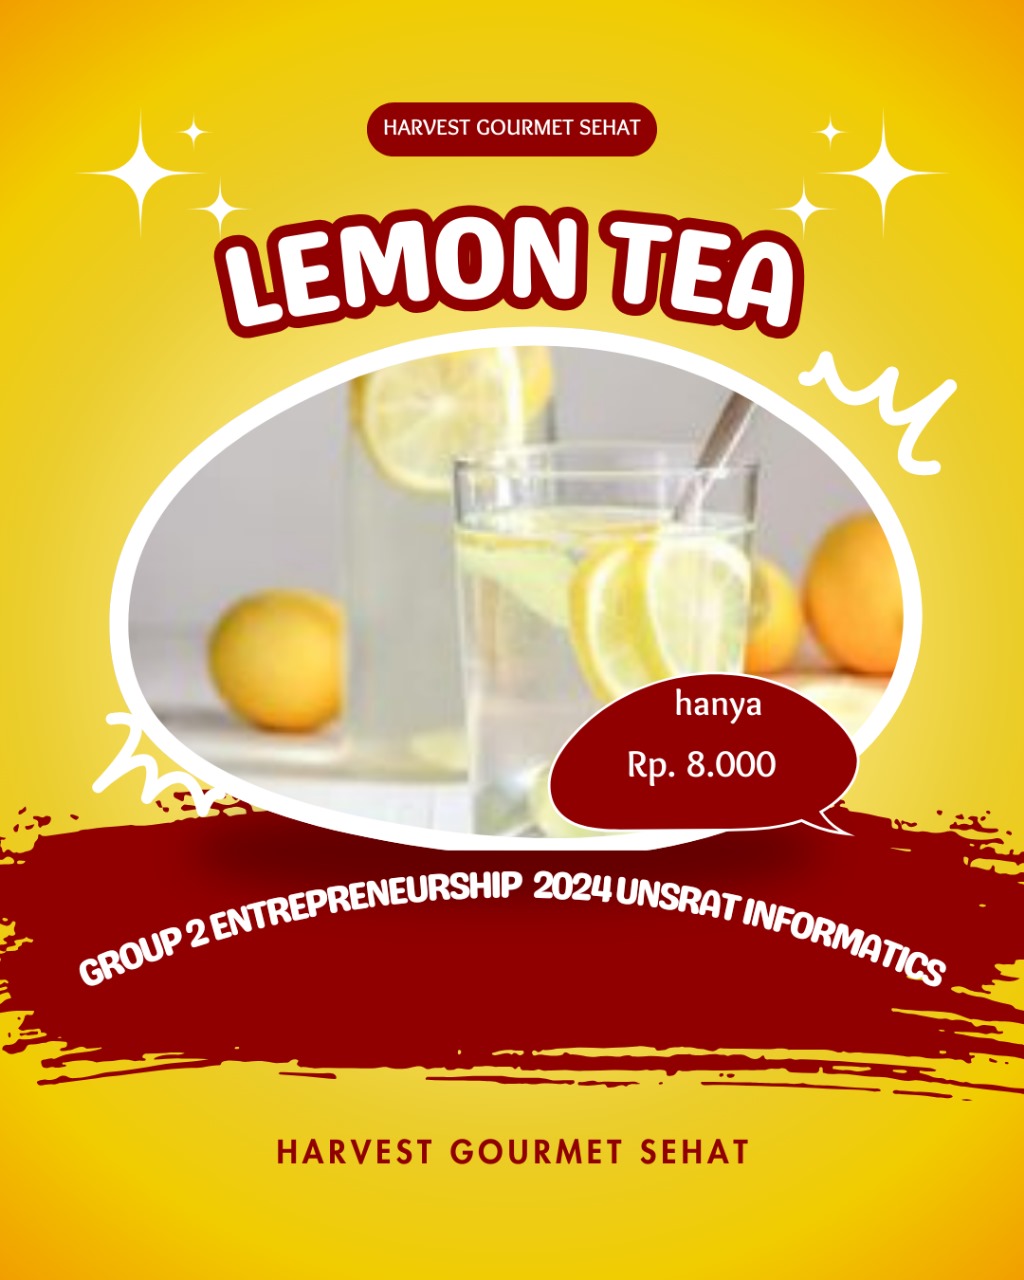 HARVEST GOURMET SEHAT
LEMON TEA
hanya
Rp. 8.000
GROUP 2 ENTREPRENEURSHIP 2024 UNSRAT INFORMATICS
HARVEST GOURMET SEHAT